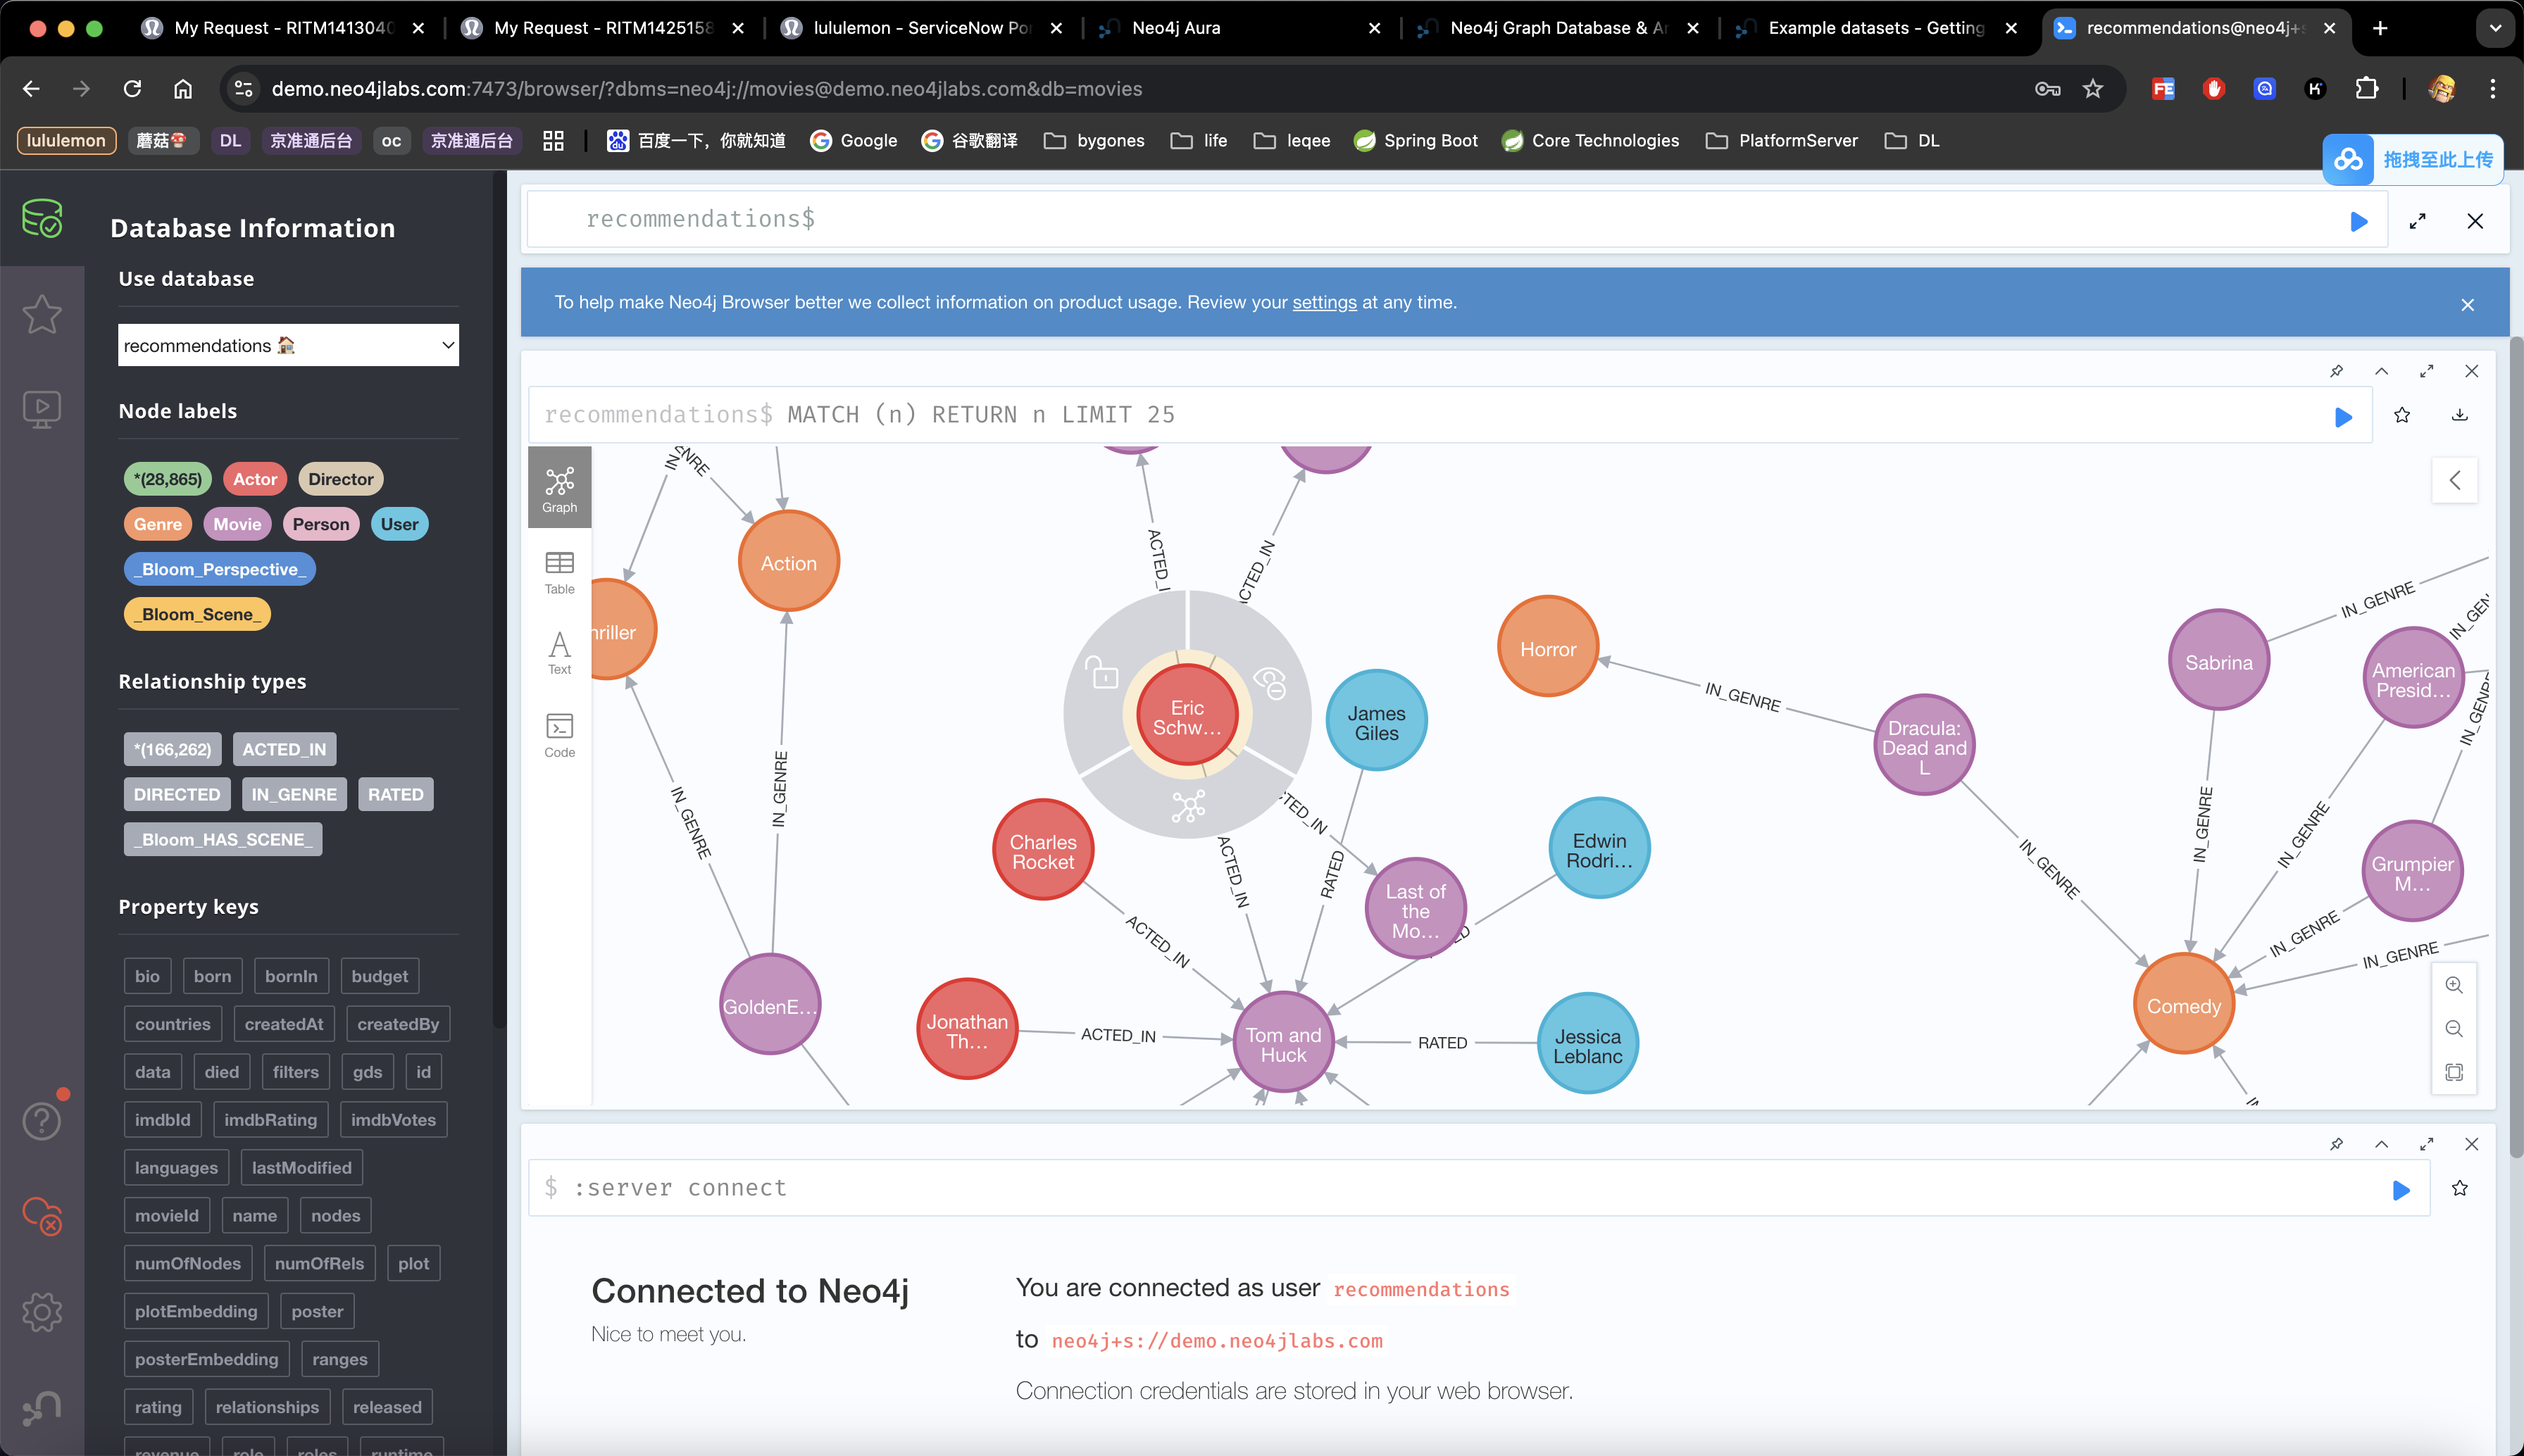 My Request - RITM1413040
My Request - RITM1425158
lululemon - ServiceNow Por
Neo4j Aura
Neo4j Graph Database & A
Example datasets - Getting
recommendations@neo4j+s
demo.neo4jlabs.com:7473/browser/?dbms=neo4j://movies@demo.neo4jlabs.com&db=movies
lululemon
蘑菇🍄
DL
京准通后台
oc
京准通后台
百度一下，你就知道
Google
谷歌翻译
bygones
life
leqee
Spring Boot
Core Technologies
PlatformServer
DL
拖拽至此上传
Database Information
Use database
recommendations 🏠
Node labels
*(28,865) Actor Director
Genre Movie Person User
_Bloom_Perspective_
_Bloom_Scene_
Relationship types
*(166,262) ACTED_IN
DIRECTED IN_GENRE RATED
_Bloom_HAS_SCENE_
Property keys
bio born bornIn budget
countries createdAt createdBy
data died filters gds id
imdbId imdbRating imdbVotes
languages lastModified
movieId name nodes
numOfNodes numOfRels plot
plotEmbedding poster
posterEmbedding ranges
rating relationships released
revenue role roles runtime
recommendations$
To help make Neo4j Browser better we collect information on product usage. Review your settings at any time.
recommendations$ MATCH (n) RETURN n LIMIT 25
Graph
Table
Text
Code
Action
hriller
IN_GENRE
IN_GENRE
GoldenE...
ACTED_I
CTED_IN
Eric
Schw...
James
Giles
Charles
Rocket
ACTED_IN
ACTED_IN
RATED
CTED_IN
Last of
the
Mo...
Edwin
Rodri...
Jonathan
Th...
ACTED_IN
Tom and
Huck
RATED
Jessica
Leblanc
Horror
IN_GENRE
Dracula:
Dead and
L
IN_GENRE
Sabrina
IN_GENRE
American
Presid...
IN_GENRE
IN_GENRE
IN_GENRE
Grumpier
M...
IN_GENRE
IN_GENRE
Comedy
$ :server connect
Connected to Neo4j
Nice to meet you.
You are connected as user recommendations
to neo4j+s://demo.neo4jlabs.com
Connection credentials are stored in your web browser.